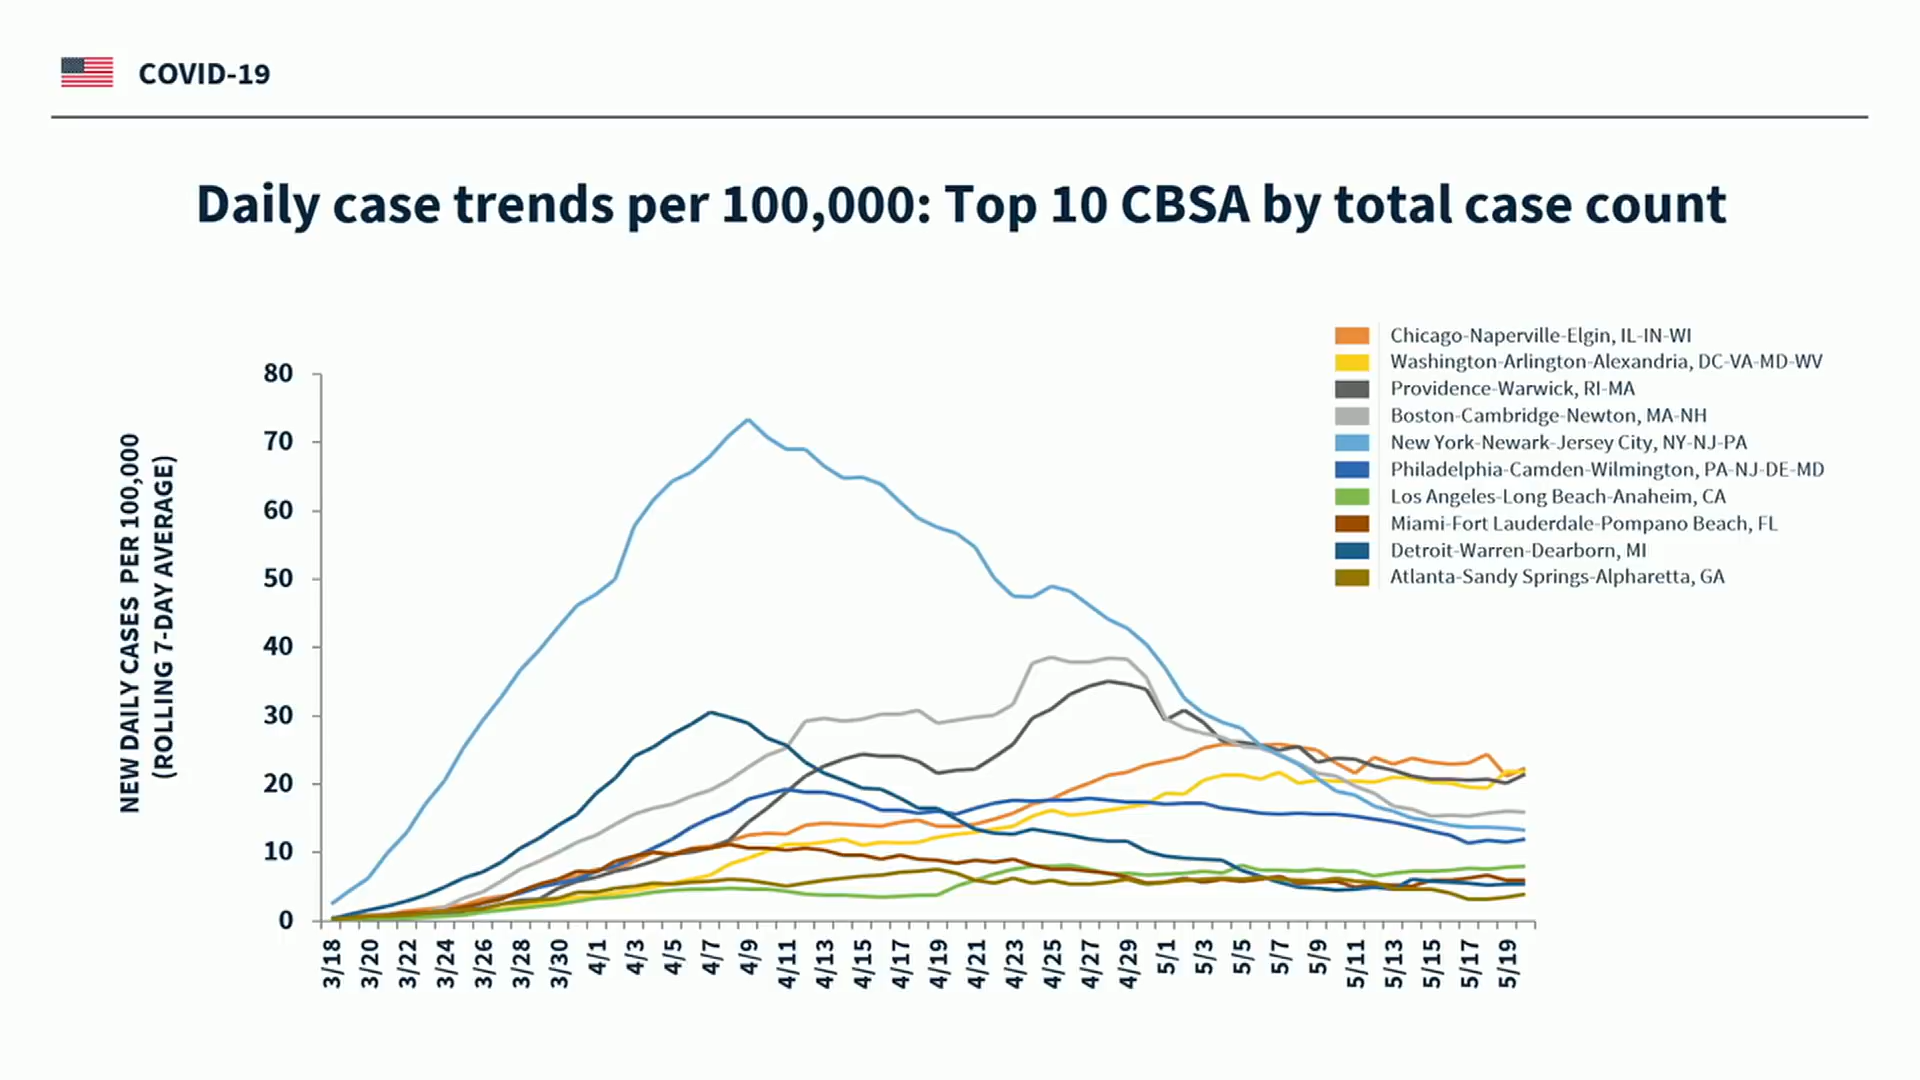 COVID-19
Daily case trends per 100,000: Top 10 CBSA by total case count
Chicago-Naperville-Elgin, IL-IN-WI
Washington-Arlington-Alexandria, DC-VA-MD-WV
Providence-Warwick, RI-MA
Boston-Cambridge-Newton, MA-NH
New York-Newark-Jersey City, NY-NJ-PA
Philadelphia-Camden-Wilmington, PA-NJ-DE-MD
Los Angeles-Long Beach-Anaheim, CA
Miami-Fort Lauderdale-Pompano Beach, FL
Detroit-Warren-Dearborn, MI
Atlanta-Sandy Springs-Alpharetta, GA
NEW DAILY CASES PER 100,000
(ROLLING 7-DAY AVERAGE)
80
70
60
50
40
30
20
10
0
3/18 3/20 3/22 3/24 3/26 3/28 3/30 4/1 4/3 4/5 4/7 4/9 4/11 4/13 4/15 4/17 4/19 4/21 4/23 4/25 4/27 4/29 5/1 5/3 5/5 5/7 5/9 5/11 5/13 5/15 5/17 5/19